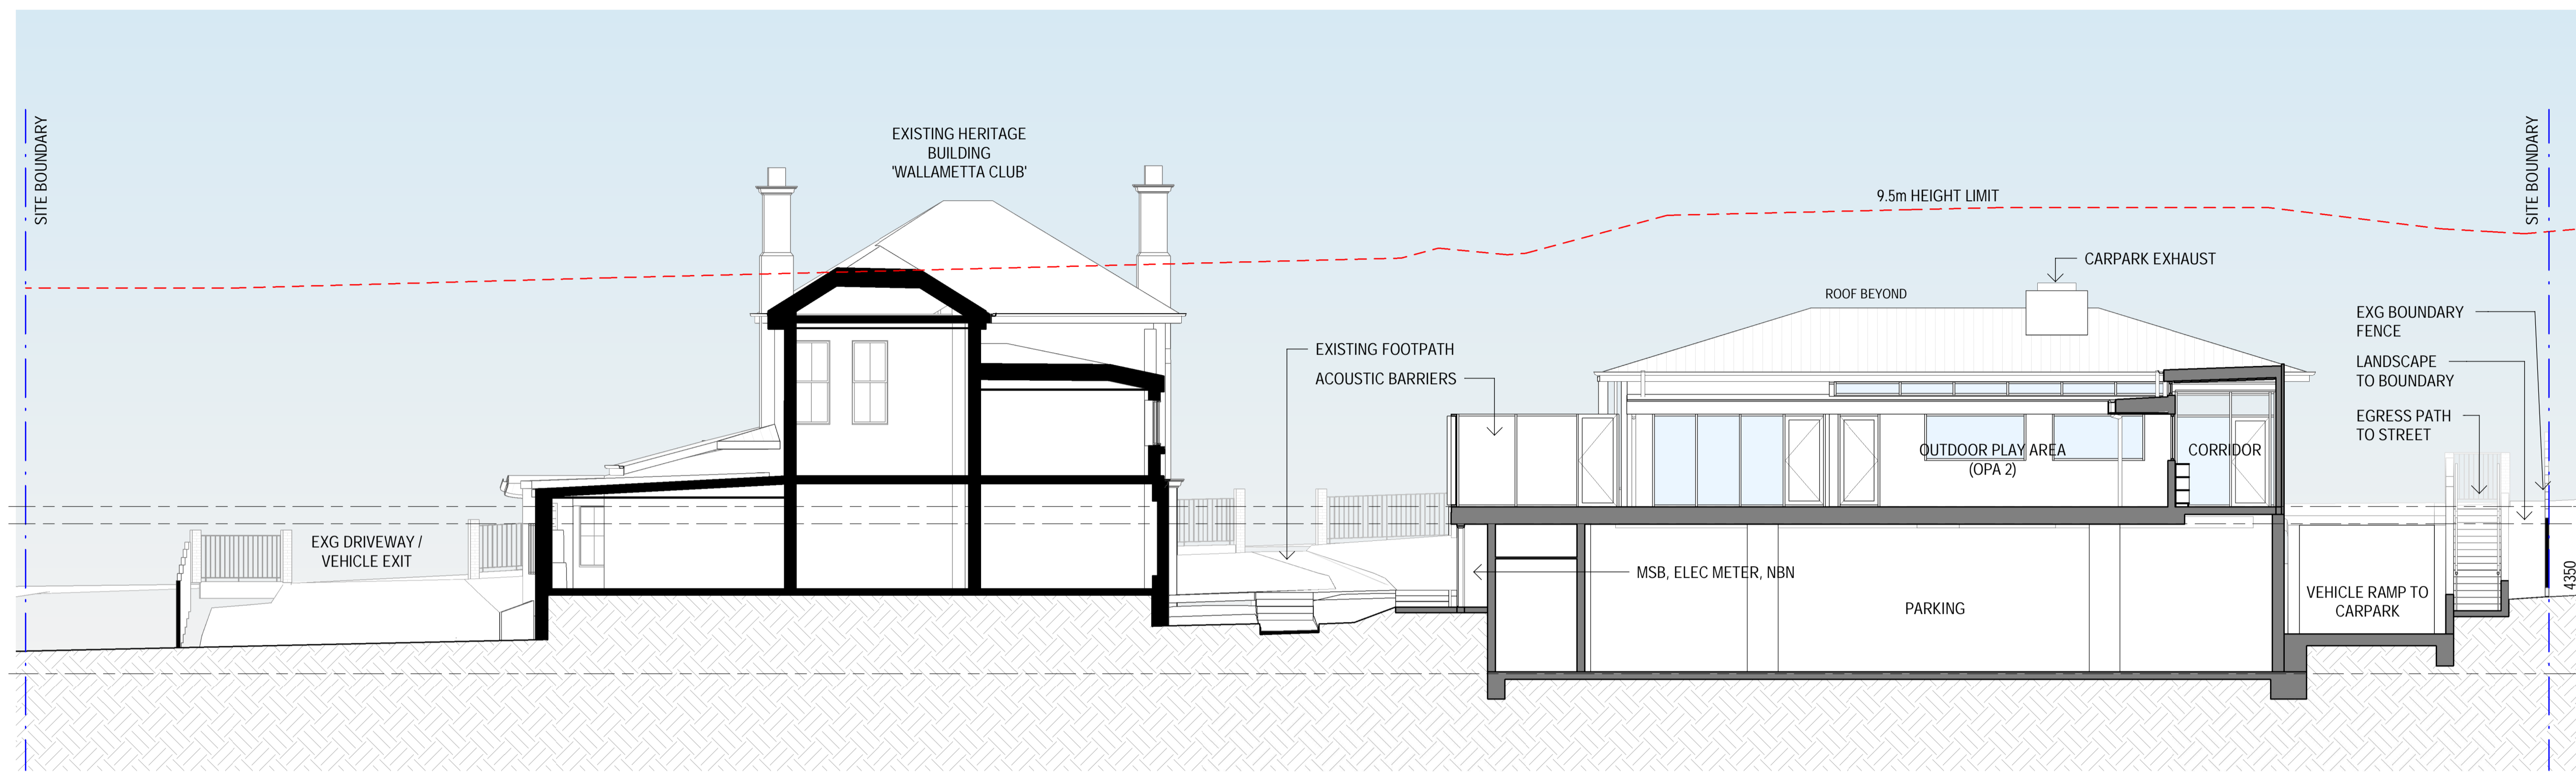 SITE BOUNDARY
EXISTING HERITAGE
BUILDING
'WALLAMETTA CLUB'
9.5m HEIGHT LIMIT
SITE BOUNDARY
CARPARK EXHAUST
ROOF BEYOND
EXG BOUNDARY
FENCE
EXISTING FOOTPATH
ACOUSTIC BARRIERS
LANDSCAPE
TO BOUNDARY
EGRESS PATH
TO STREET
OUTDOOR PLAY AREA
(OPA 2)
CORRIDOR
EXG DRIVEWAY /
VEHICLE EXIT
MSB, ELEC METER, NBN
PARKING
VEHICLE RAMP TO
CARPARK
4350